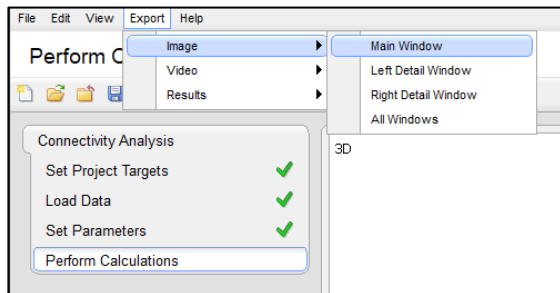 File Edit View Export Help
Perform C
Image
Video
Results
Main Window
Left Detail Window
Right Detail Window
All Windows
Connectivity Analysis
Set Project Targets
Load Data
Set Parameters
Perform Calculations
3D